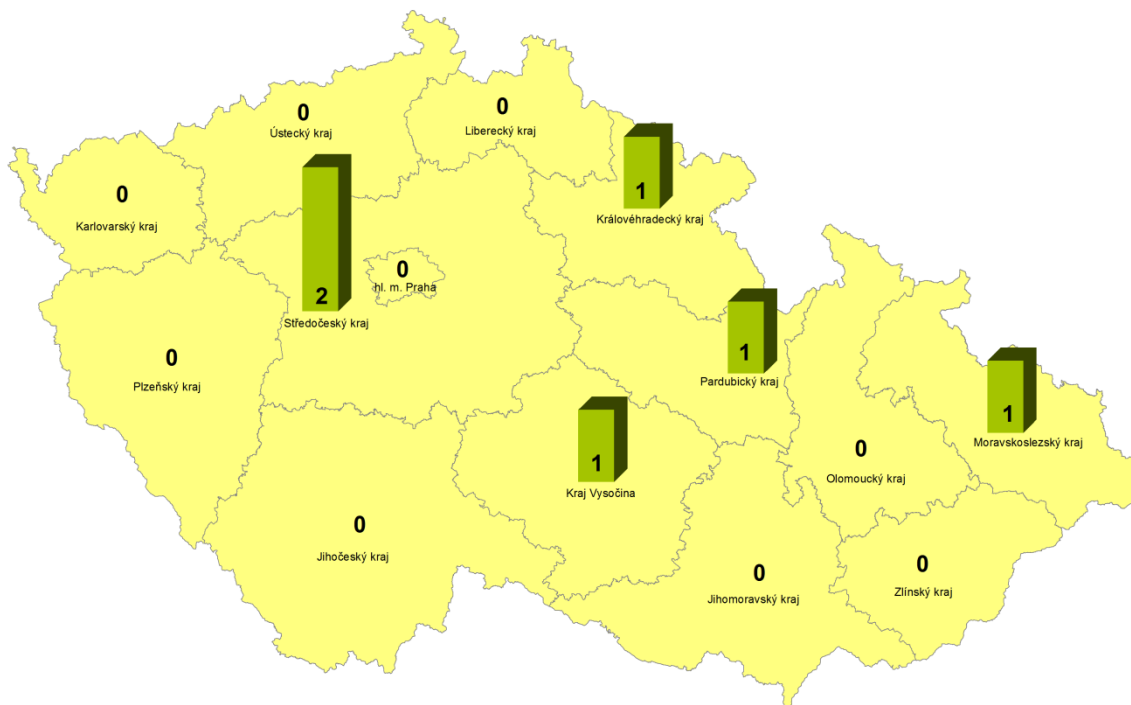 0
Ústecký kraj
0
Liberecký kraj
1
Královéhradecký kraj
0
Karlovarský kraj
0
hl. m. Praha
2
Středočeský kraj
0
Plzeňský kraj
1
Pardubický kraj
1
Moravskoslezský kraj
1
Kraj Vysočina
0
Olomoucký kraj
0
Jihočeský kraj
0
Jihomoravský kraj
0
Zlínský kraj